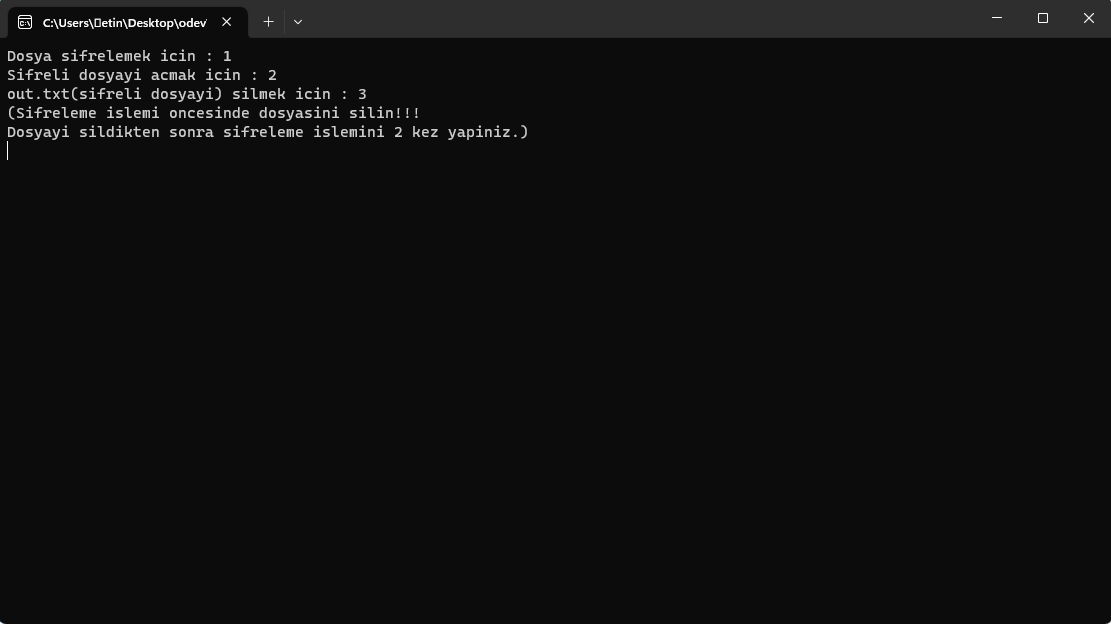 C:\Users\▯etin\Desktop\odev
Dosya sifrelemek icin : 1
Sifreli dosyayi acmak icin : 2
out.txt(sifreli dosyayi) silmek icin : 3
(Sifreleme islemi oncesinde dosyasini silin!!!
Dosyayi sildikten sonra sifreleme islemini 2 kez yapiniz.)